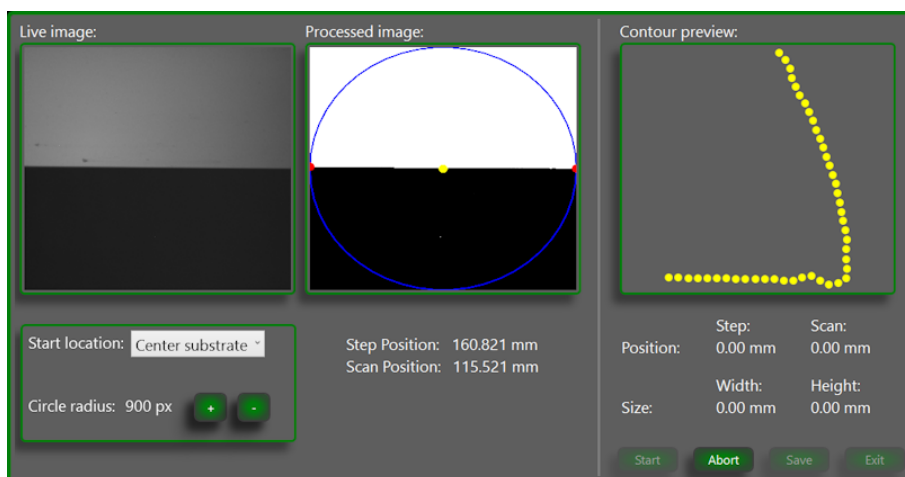 Live image:
Processed image:
Contour preview:
Start location: Center substrate
Circle radius: 900 px + -
Step Position: 160.821 mm
Scan Position: 115.521 mm
Step: Scan:
Position: 0.00 mm 0.00 mm
Width: Height:
Size: 0.00 mm 0.00 mm
Start Abort Save Exit